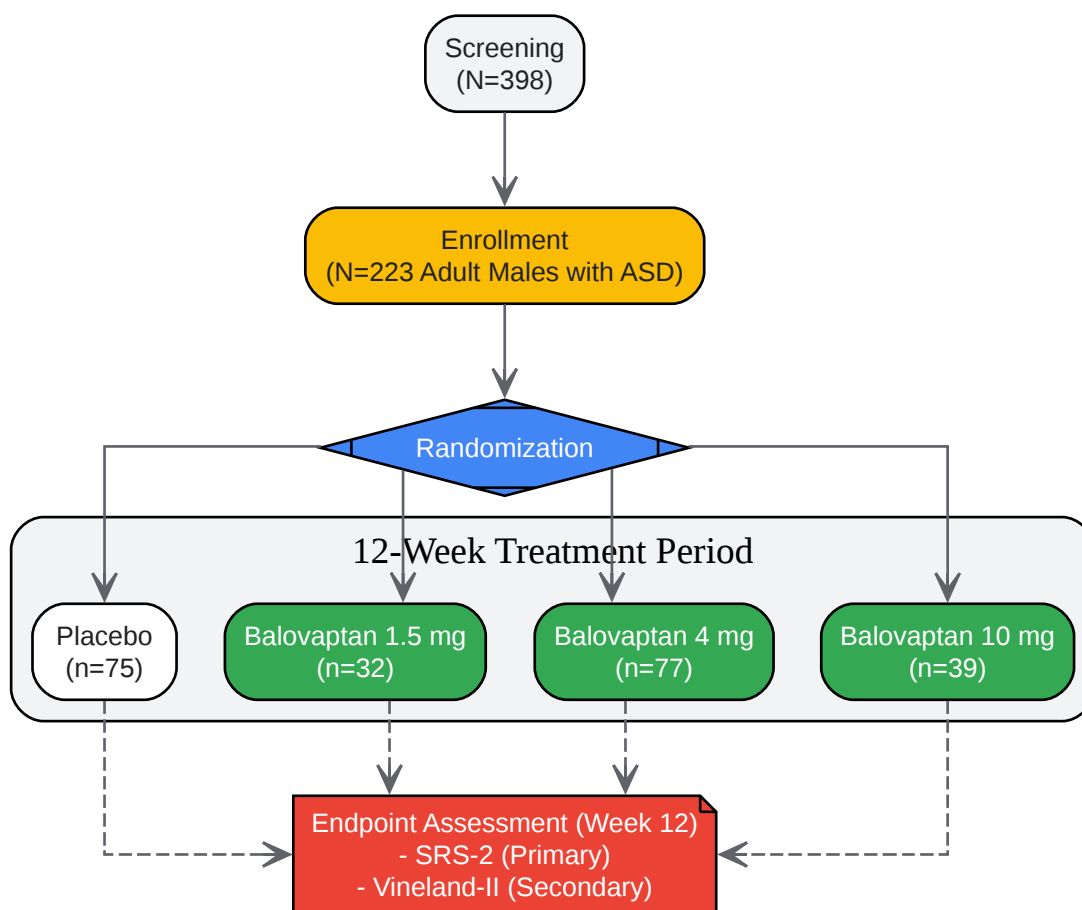 Screening
(N=398)
Enrollment
(N=223 Adult Males with ASD)
Randomization
12-Week Treatment Period
Placebo
(n=75)
Balovaptan 1.5 mg
(n=32)
Balovaptan 4 mg
(n=77)
Balovaptan 10 mg
(n=39)
Endpoint Assessment (Week 12)
- SRS-2 (Primary)
- Vineland-II (Secondary)